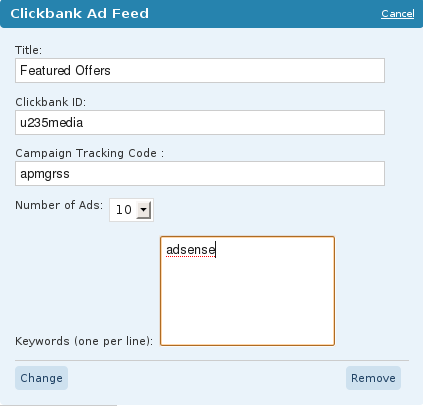 Clickbank Ad Feed Cancel
Title:
Featured Offers
Clickbank ID:
u235media
Campaign Tracking Code :
apmgrss
Number of Ads: 10
adsense
Keywords (one per line):
Change Remove